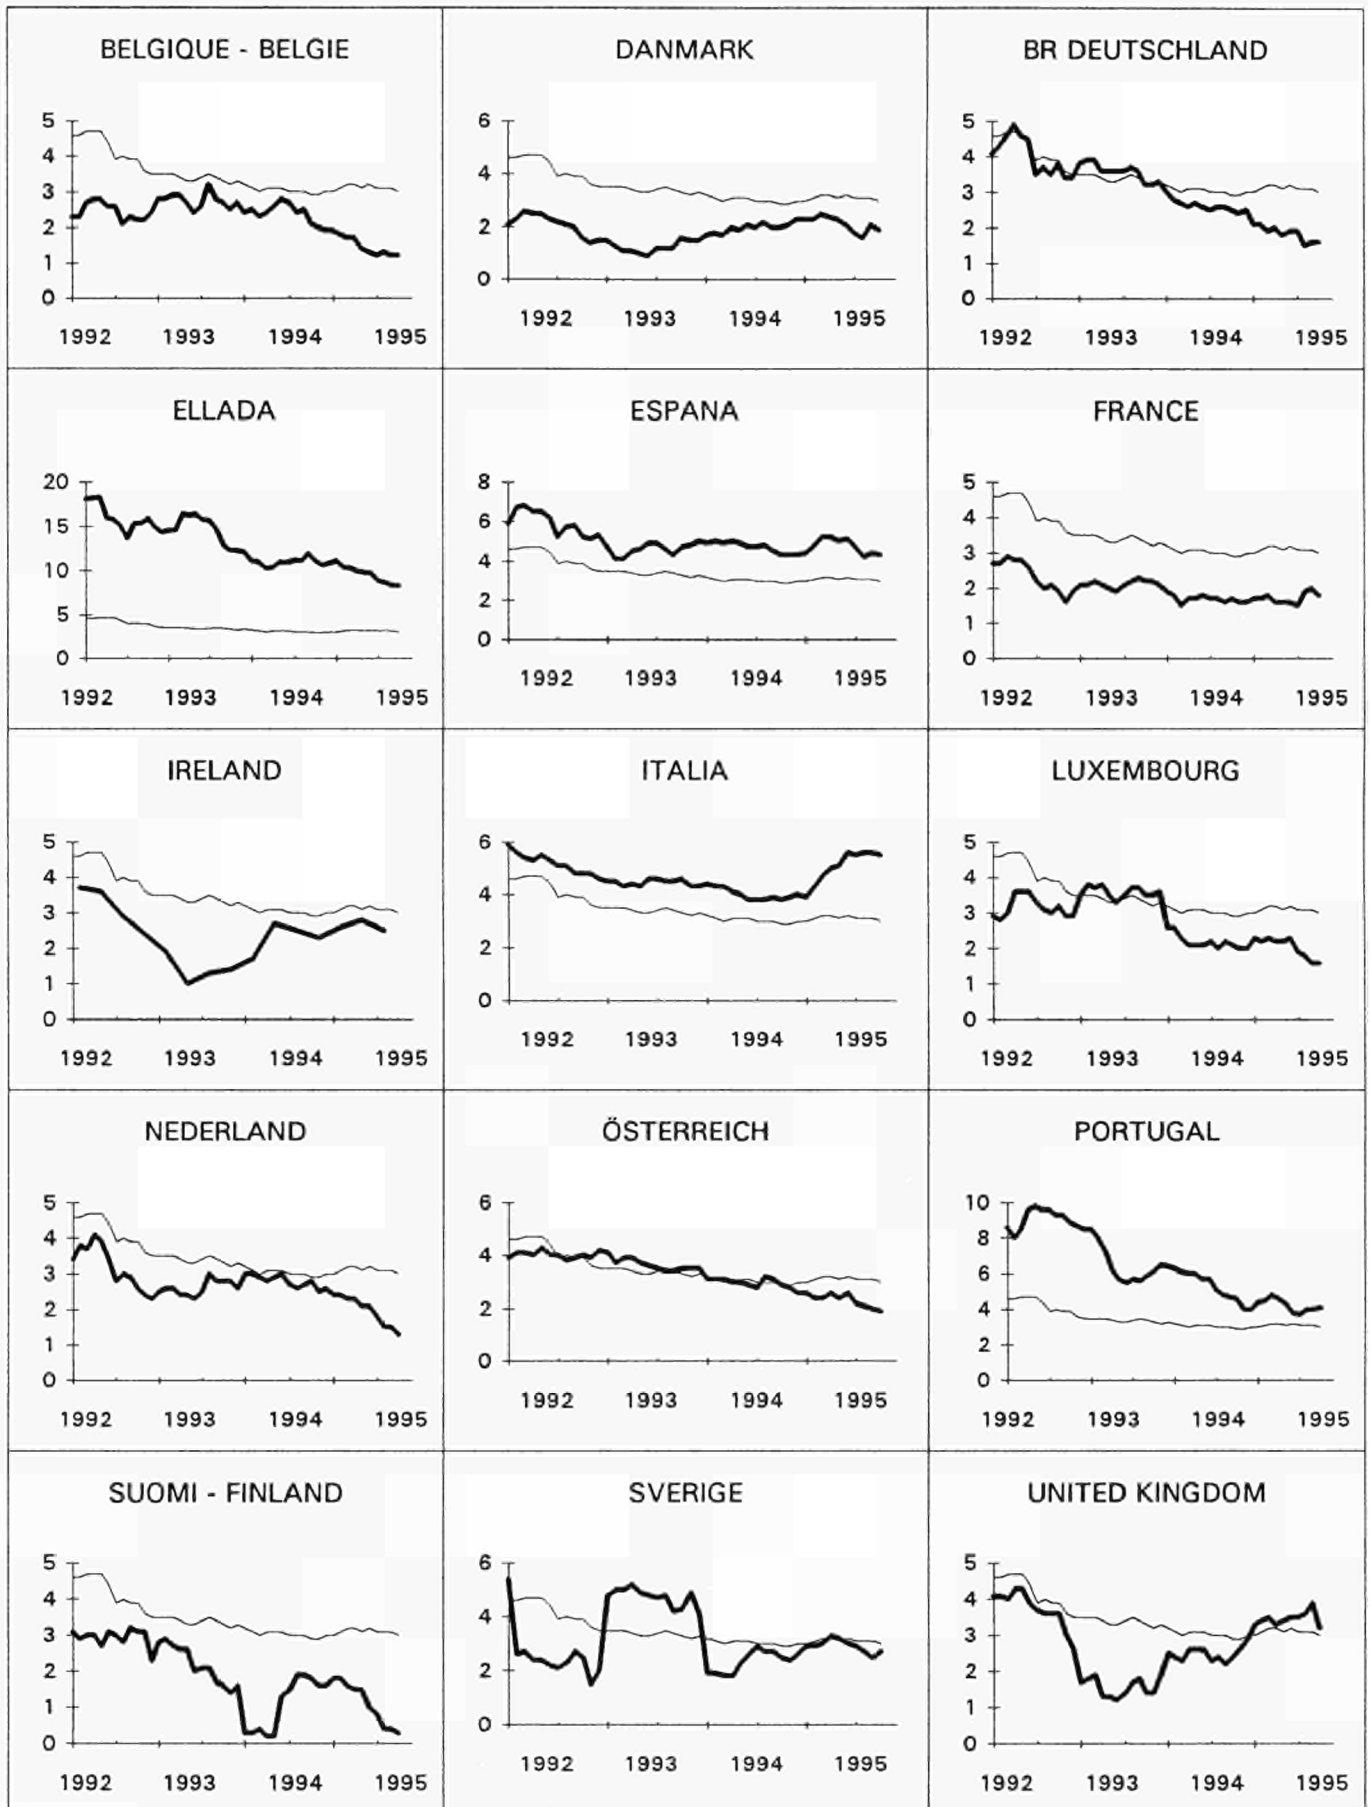 BELGIQUE - BELGIE
5
4
3
2
1
0
1992 1993 1994 1995
DANMARK
6
4
2
0
1992 1993 1994 1995
BR DEUTSCHLAND
5
4
3
2
1
0
1992 1993 1994 1995
ELLADA
20
15
10
5
0
1992 1993 1994 1995
ESPANA
8
6
4
2
0
1992 1993 1994 1995
FRANCE
5
4
3
2
1
0
1992 1993 1994 1995
IRELAND
5
4
3
2
1
0
1992 1993 1994 1995
ITALIA
6
4
2
0
1992 1993 1994 1995
LUXEMBOURG
5
4
3
2
1
0
1992 1993 1994 1995
NEDERLAND
5
4
3
2
1
0
1992 1993 1994 1995
ÖSTERREICH
6
4
2
0
1992 1993 1994 1995
PORTUGAL
10
8
6
4
2
0
1992 1993 1994 1995
SUOMI - FINLAND
5
4
3
2
1
0
1992 1993 1994 1995
SVERIGE
6
4
2
0
1992 1993 1994 1995
UNITED KINGDOM
5
4
3
2
1
0
1992 1993 1994 1995